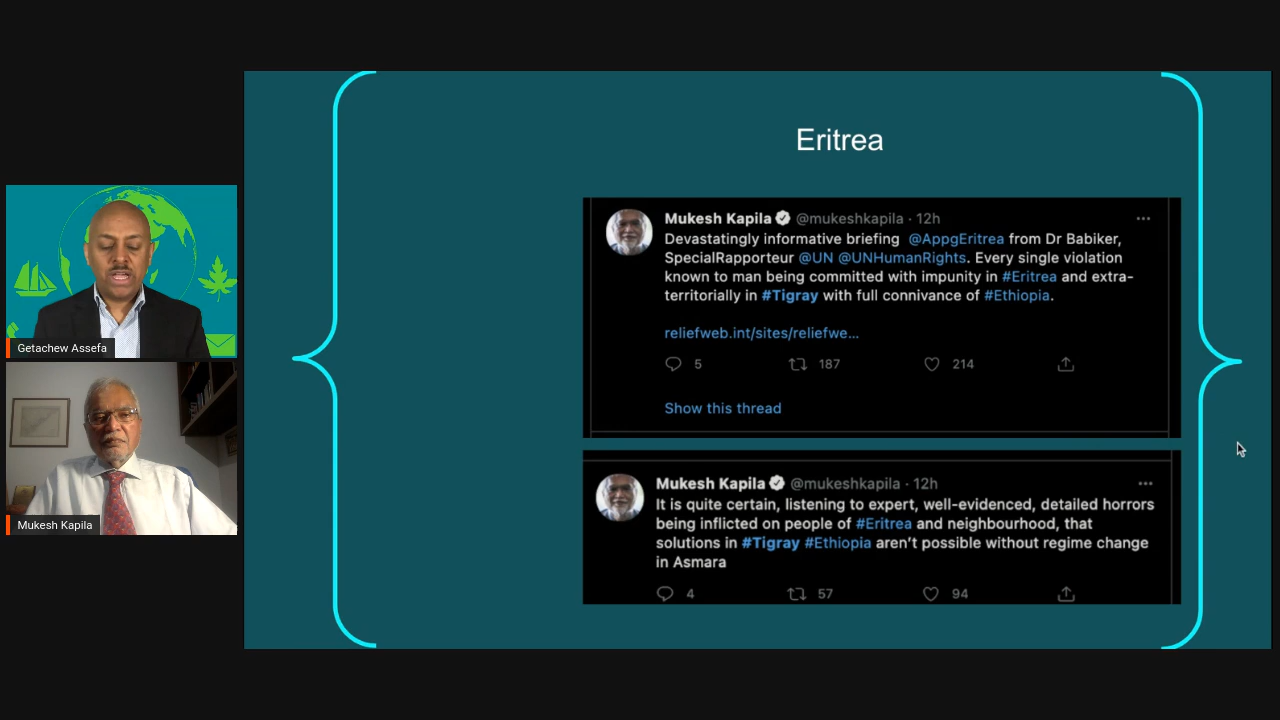 Eritrea
Mukesh Kapila @mukeshkapila · 12h
Devastatingly informative briefing @AppgEritrea from Dr Babiker,
SpecialRapporteur @UN @UNHumanRights. Every single violation
known to man being committed with impunity in #Eritrea and extra-
territorially in #Tigray with full connivance of #Ethiopia.
reliefweb.int/sites/reliefwe...
5 187 214
Show this thread
Mukesh Kapila @mukeshkapila · 12h
It is quite certain, listening to expert, well-evidenced, detailed horrors
being inflicted on people of #Eritrea and neighbourhood, that
solutions in #Tigray #Ethiopia aren't possible without regime change
in Asmara
4 57 94
Getachew Assefa
Mukesh Kapila